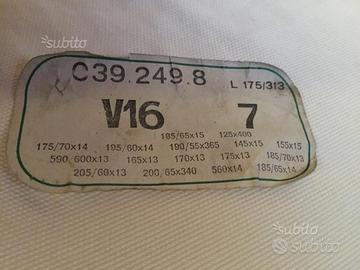 subito
C39.249.8
L 175/313
V16
7
185/65x15 125x400
175/70x14 195/60x14 190/55x365 145x15 155x15
590/600x13 165x13 170x13 175x13 185/70x13
205/60x13 200/65x340 560x14 185/65x14
subito
subito